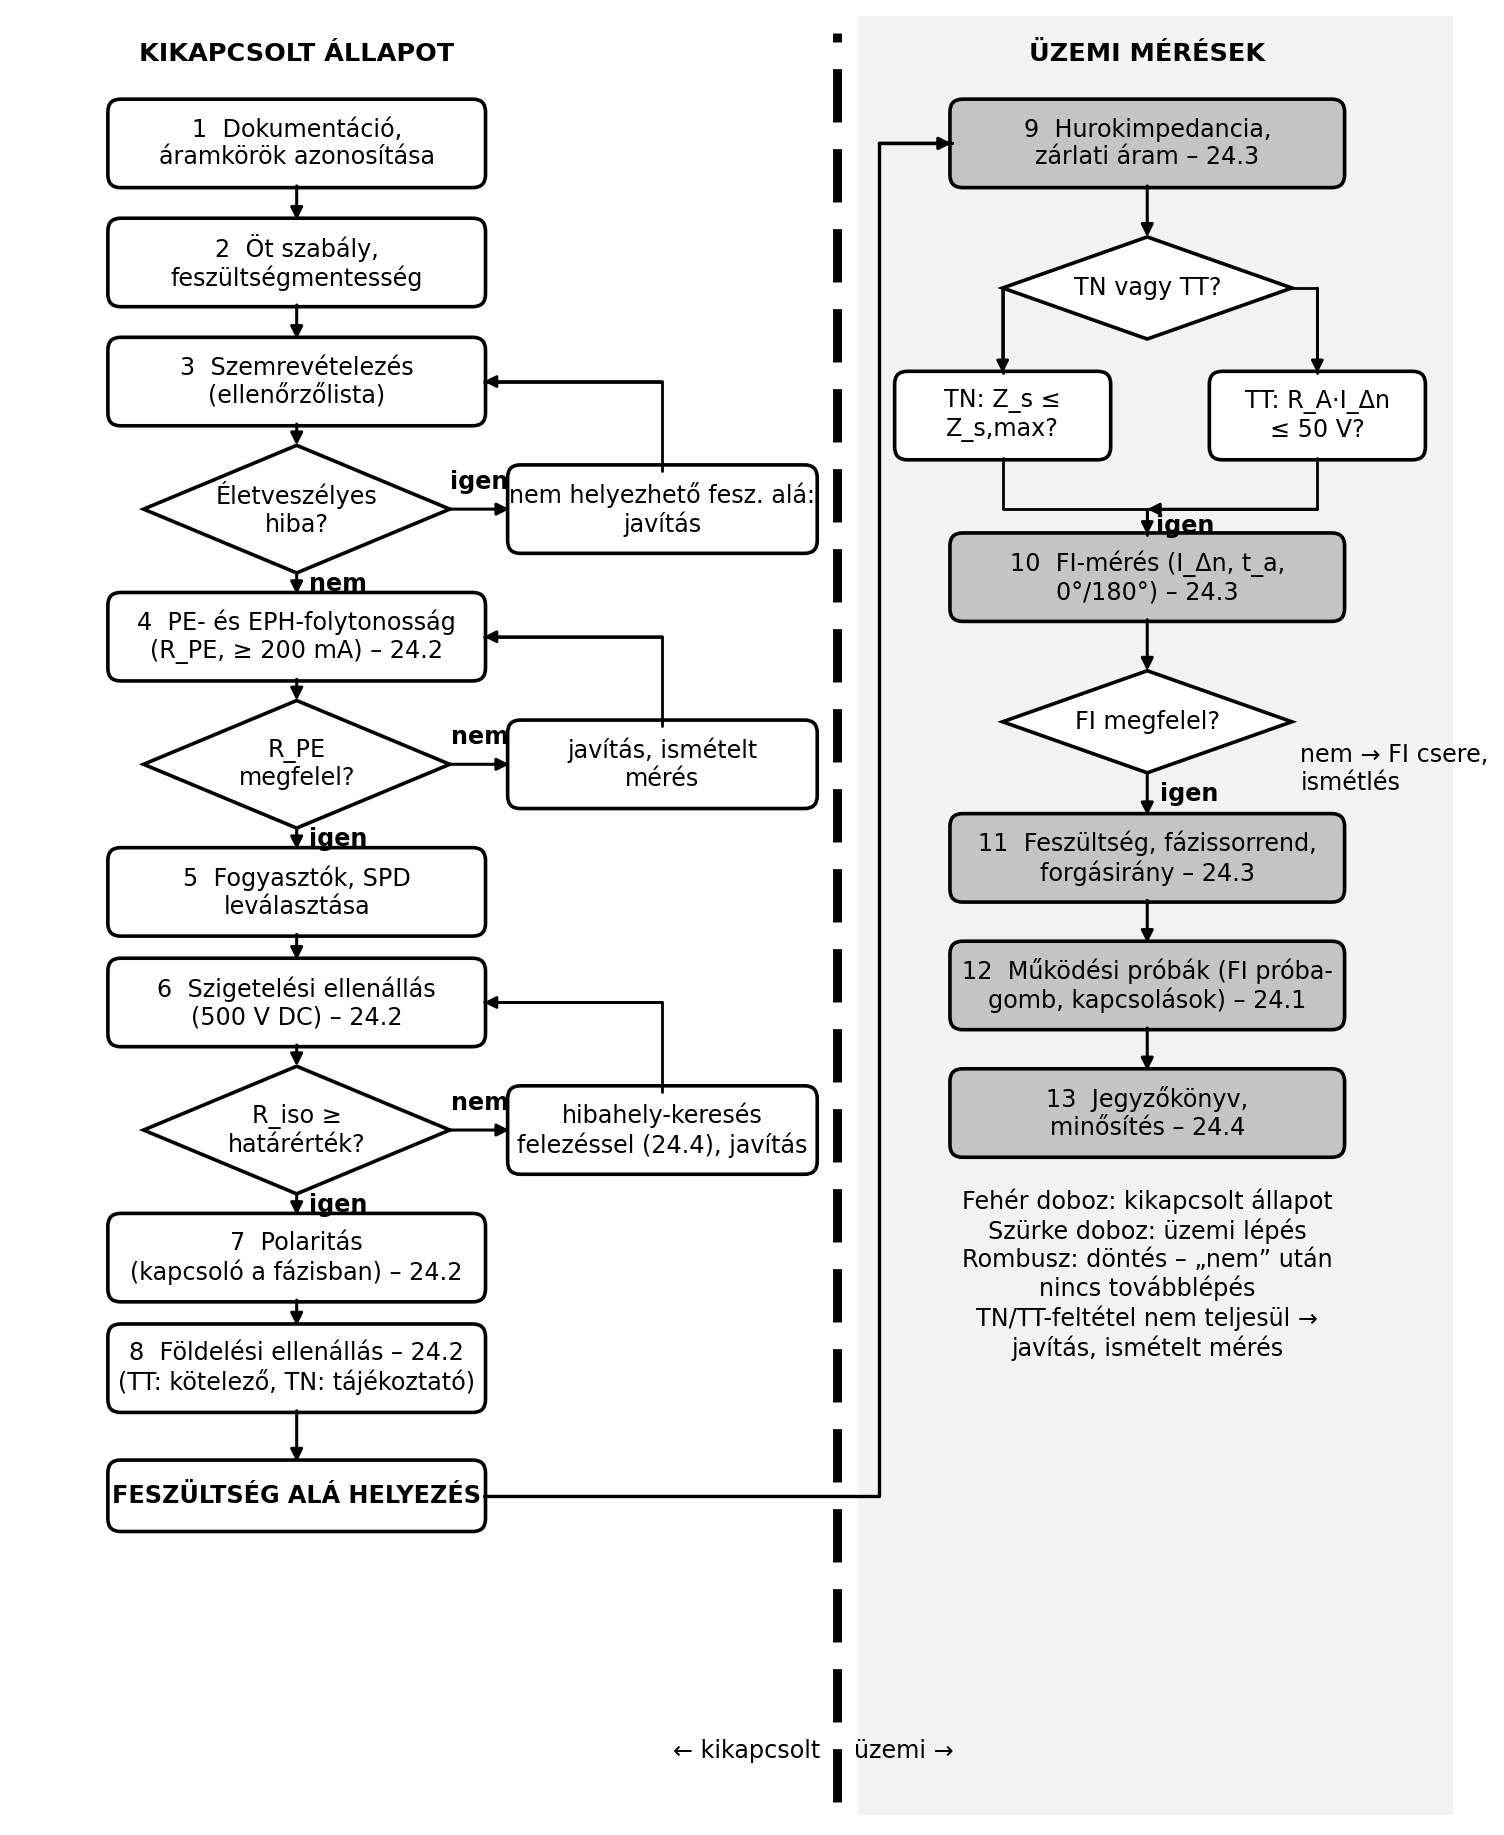 KIKAPCSOLT ÁLLAPOT
1 Dokumentáció,
áramkörök azonosítása
2 Öt szabály,
feszültségmentesség
3 Szemrevételezés
(ellenőrzőlista)
Életveszélyes
hiba?
igen
nem helyezhető fesz. alá:
javítás
nem
4 PE- és EPH-folytonosság
(R_PE, ≥ 200 mA) – 24.2
R_PE
megfelel?
nem
javítás, ismételt
mérés
igen
5 Fogyasztók, SPD
leválasztása
6 Szigetelési ellenállás
(500 V DC) – 24.2
R_iso ≥
határérték?
nem
hibahely-keresés
felezéssel (24.4), javítás
igen
7 Polaritás
(kapcsoló a fázisban) – 24.2
8 Földelési ellenállás – 24.2
(TT: kötelező, TN: tájékoztató)
FESZÜLTSÉG ALÁ HELYEZÉS
ÜZEMI MÉRÉSEK
9 Hurokimpedancia,
zárlati áram – 24.3
TN vagy TT?
TN: Z_s ≤
Z_s,max?
TT: R_A·I_Δn
≤ 50 V?
igen
10 FI-mérés (I_Δn, t_a,
0°/180°) – 24.3
FI megfelel?
nem → FI csere,
ismétlés
igen
11 Feszültség, fázissorrend,
forgásirány – 24.3
12 Működési próbák (FI próba-
gomb, kapcsolások) – 24.1
13 Jegyzőkönyv,
minősítés – 24.4
Fehér doboz: kikapcsolt állapot
Szürke doboz: üzemi lépés
Rombusz: döntés – „nem” után
nincs továbblépés
TN/TT-feltétel nem teljesül →
javítás, ismételt mérés
← kikapcsolt
üzemi →